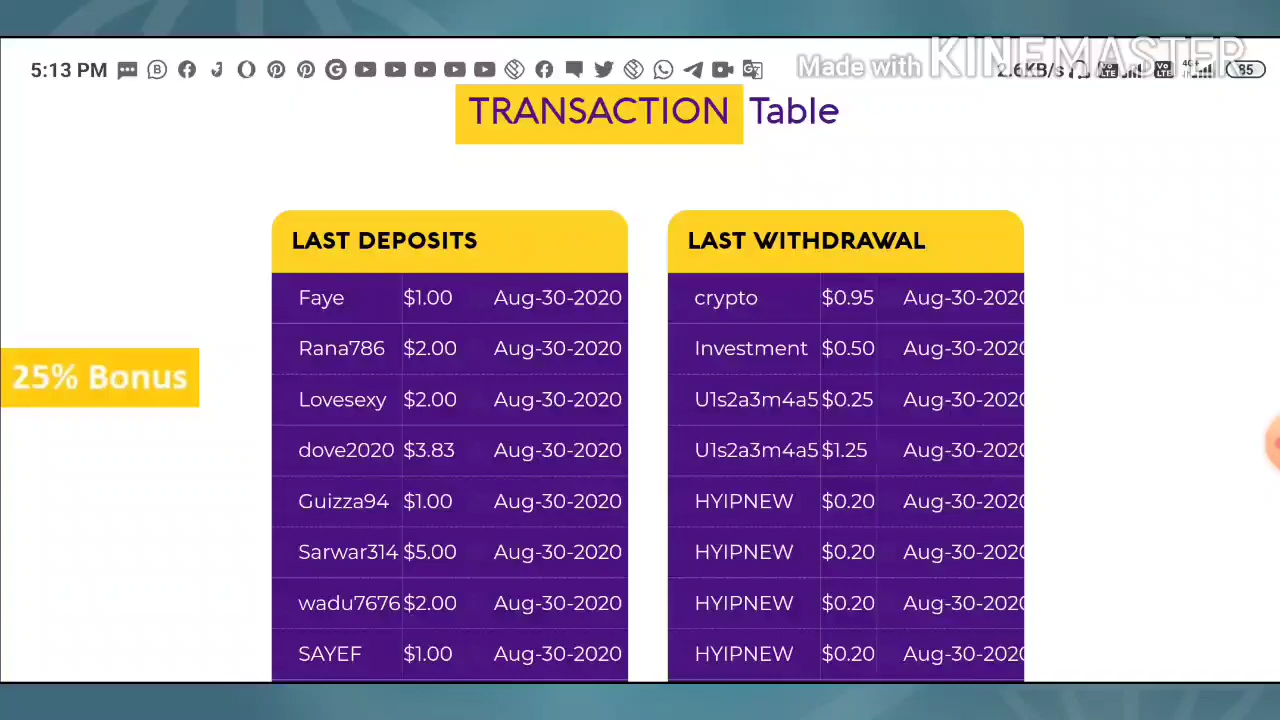 5:13 PM
Made with KINEMASTER
2.6KB/s
85
TRANSACTION Table
LAST DEPOSITS
Faye $1.00 Aug-30-2020
Rana786 $2.00 Aug-30-2020
Lovesexy $2.00 Aug-30-2020
dove2020 $3.83 Aug-30-2020
Guizza94 $1.00 Aug-30-2020
Sarwar314 $5.00 Aug-30-2020
wadu7676 $2.00 Aug-30-2020
SAYEF $1.00 Aug-30-2020
LAST WITHDRAWAL
crypto $0.95 Aug-30-2020
Investment $0.50 Aug-30-2020
U1s2a3m4a5 $0.25 Aug-30-2020
U1s2a3m4a5 $1.25 Aug-30-2020
HYIPNEW $0.20 Aug-30-2020
HYIPNEW $0.20 Aug-30-2020
HYIPNEW $0.20 Aug-30-2020
HYIPNEW $0.20 Aug-30-2020
25% Bonus